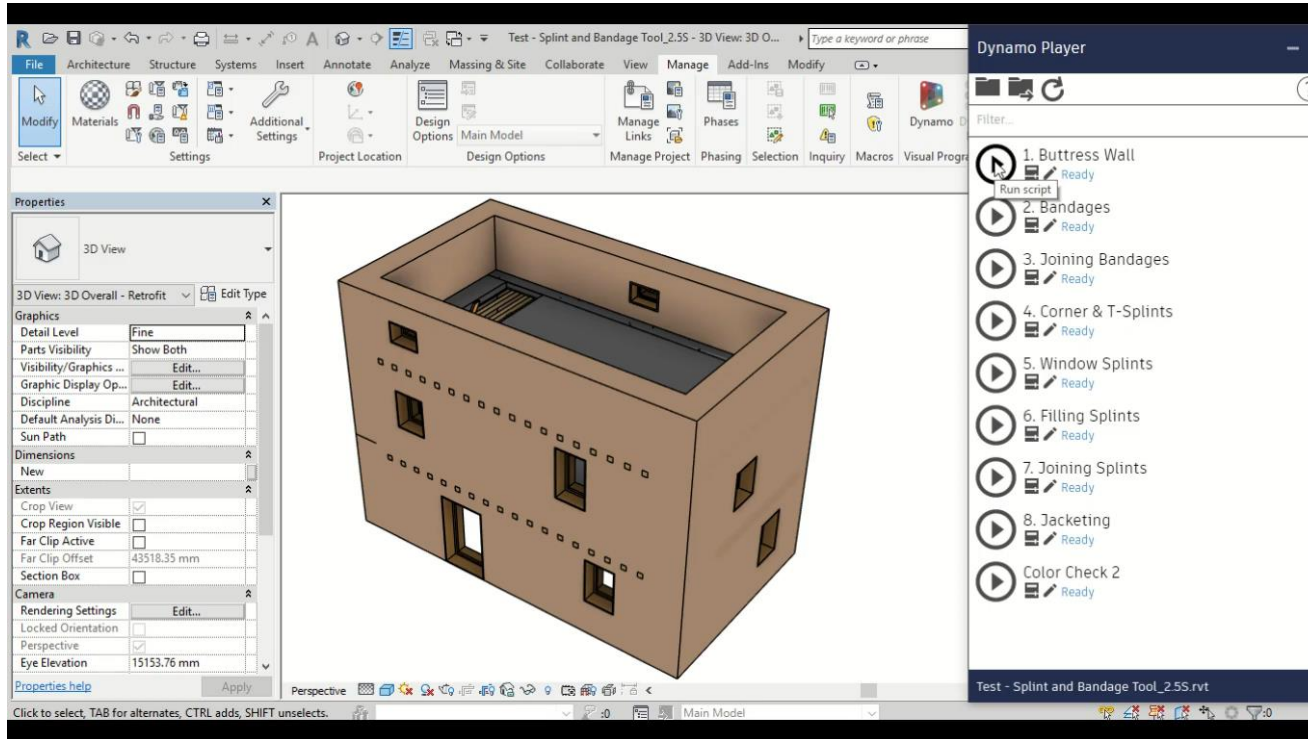 Test - Splint and Bandage Tool_2.5S - 3D View: 3D O...
Type a keyword or phrase
File Architecture Structure Systems Insert Annotate Analyze Massing & Site Collaborate View Manage Add-Ins Modify
Modify
Materials
Additional
Settings
Design
Options
Main Model
Manage
Links
Phases
Dynamo
Select
Settings
Project Location
Design Options
Manage Project
Phasing
Selection
Inquiry
Macros
Visual Progra
Properties
3D View
3D View: 3D Overall - Retrofit
Edit Type
Graphics
Detail Level Fine
Parts Visibility Show Both
Visibility/Graphics ... Edit...
Graphic Display Op... Edit...
Discipline Architectural
Default Analysis Di... None
Sun Path
Dimensions
New
Extents
Crop View
Crop Region Visible
Far Clip Active
Far Clip Offset 43518.35 mm
Section Box
Camera
Rendering Settings Edit...
Locked Orientation
Perspective
Eye Elevation 15153.76 mm
Properties help
Apply
Perspective
Click to select, TAB for alternates, CTRL adds, SHIFT unselects.
:0
Main Model
:0
Dynamo Player
Filter...
1. Buttress Wall
Ready
Run script
2. Bandages
Ready
3. Joining Bandages
Ready
4. Corner & T-Splints
Ready
5. Window Splints
Ready
6. Filling Splints
Ready
7. Joining Splints
Ready
8. Jacketing
Ready
Color Check 2
Ready
Test - Splint and Bandage Tool_2.5S.rvt